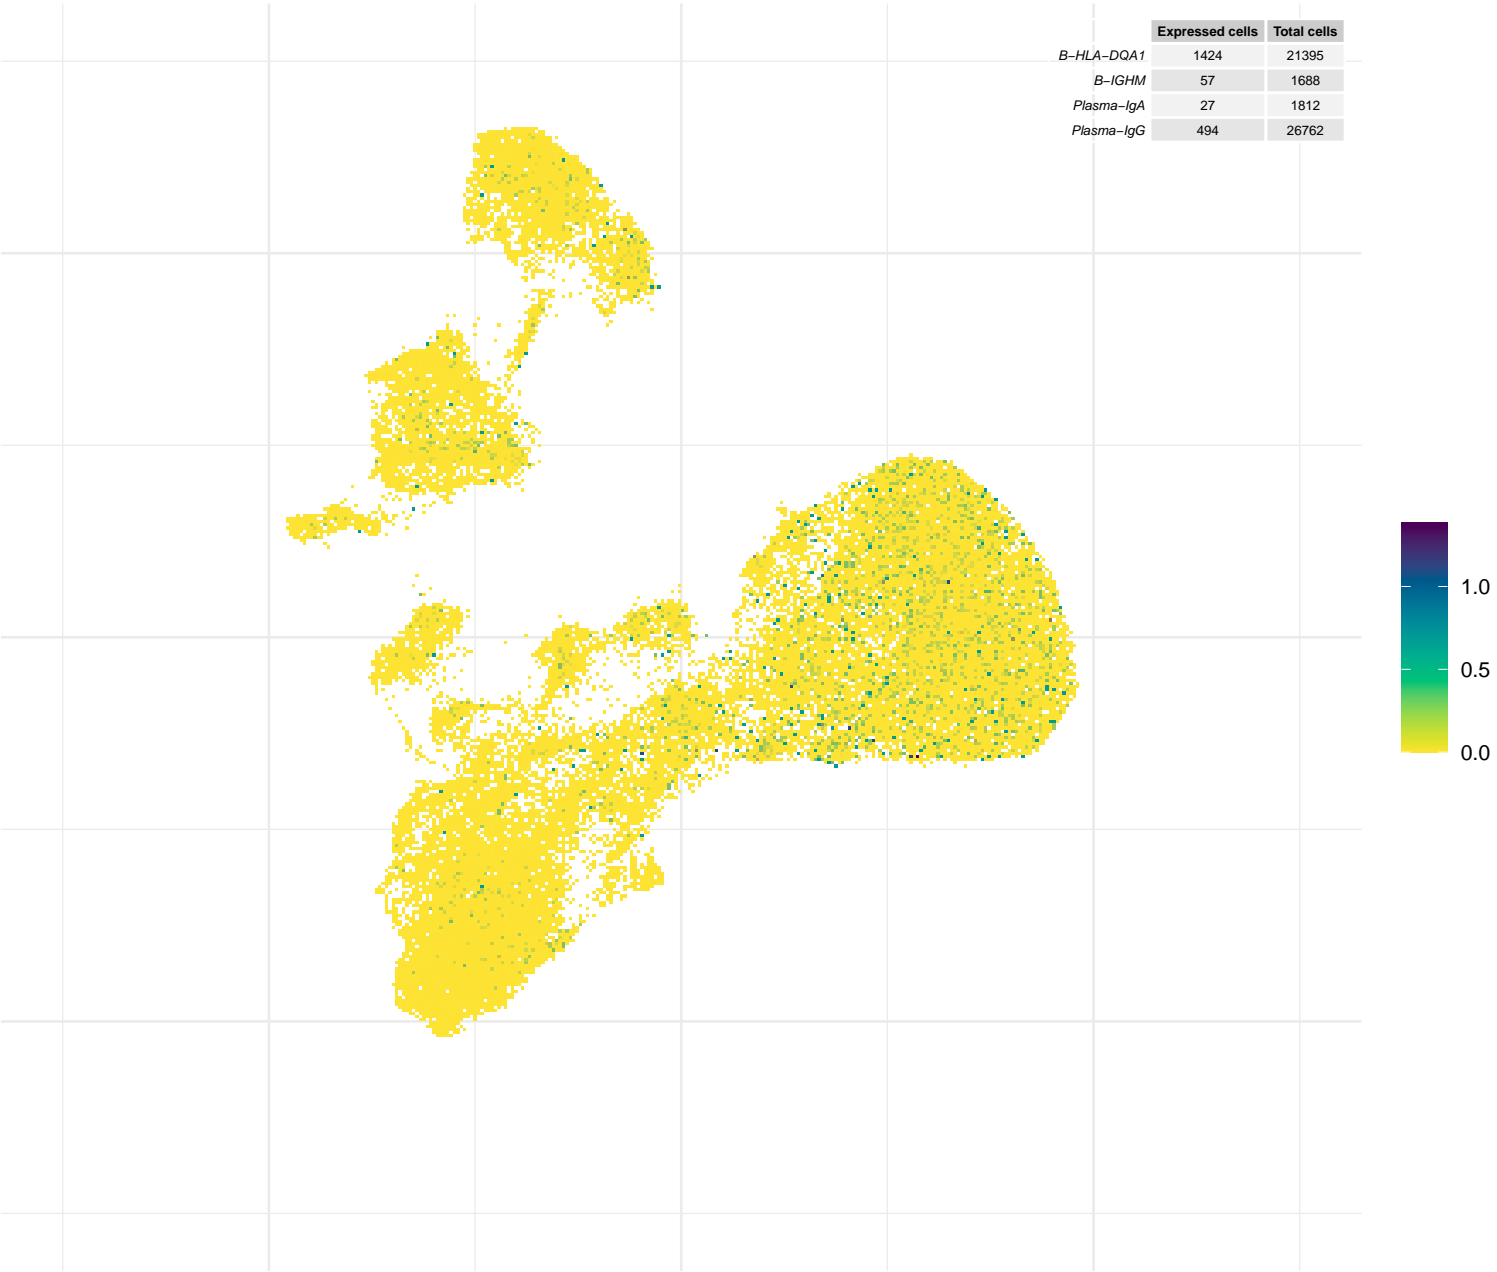 Expressed cells Total cells
B−HLA−DQA1 1424 21395
B−IGHM 57 1688
Plasma−IgA 27 1812
Plasma−IgG 494 26762
1.0
0.5
0.0